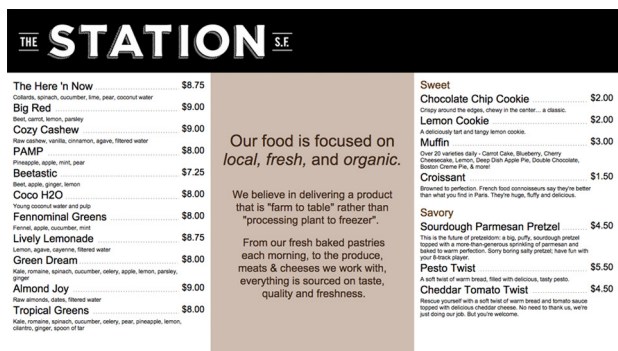 THE STATION S.F.
The Here 'n Now $8.75
Collards, spinach, cucumber, lime, pear, coconut water
Big Red $9.00
Beet, carrot, lemon, parsley
Cozy Cashew $9.00
Raw cashew, vanilla, cinnamon, agave, filtered water
PAMP $8.00
Pineapple, apple, mint, pear
Beetastic $7.25
Beet, apple, ginger, lemon
Coco H2O $8.00
Young coconut water and pulp
Fennominal Greens $8.00
Fennel, apple, cucumber, mint
Lively Lemonade $8.75
Lemon, agave, cayenne, filtered water
Green Dream $8.00
Kale, romaine, spinach, cucumber, celery, apple, lemon, parsley,
ginger
Almond Joy $9.00
Raw almonds, dates, filtered water
Tropical Greens $8.00
Kale, romaine, spinach, cucumber, celery, pear, pineapple, lemon,
cilantro, ginger, spoon of tar
Our food is focused on
local, fresh, and organic.
We believe in delivering a product
that is "farm to table" rather than
"processing plant to freezer".
From our fresh baked pastries
each morning, to the produce,
meats & cheeses we work with,
everything is sourced on taste,
quality and freshness.
Sweet
Chocolate Chip Cookie $2.00
Crispy around the edges, chewy in the center... a classic.
Lemon Cookie $2.00
A deliciously tart and tangy lemon cookie.
Muffin $3.00
Over 20 varieties daily - Carrot Cake, Blueberry, Cherry
Cheesecake, Lemon, Deep Dish Apple Pie, Double Chocolate,
Boston Creme Pie, & more!
Croissant $1.50
Browned to perfection. French food connoisseurs say they're better
than what you find in Paris. They're huge, fluffy and delicious.
Savory
Sourdough Parmesan Pretzel $4.50
This is the future of pretzeldom: a big, puffy, sourdough pretzel
topped with a more-than-generous sprinkling of parmesan and
baked to warm perfection. Sorry boring salty pretzel; have fun with
your 8-track player.
Pesto Twist $5.50
A soft twist of warm bread, filled with delicious, tasty pesto.
Cheddar Tomato Twist $4.50
Rescue yourself with a soft twist of warm bread and tomato sauce
topped with delicious cheddar cheese. No need to thank us, we're
just doing our job. But you're welcome.